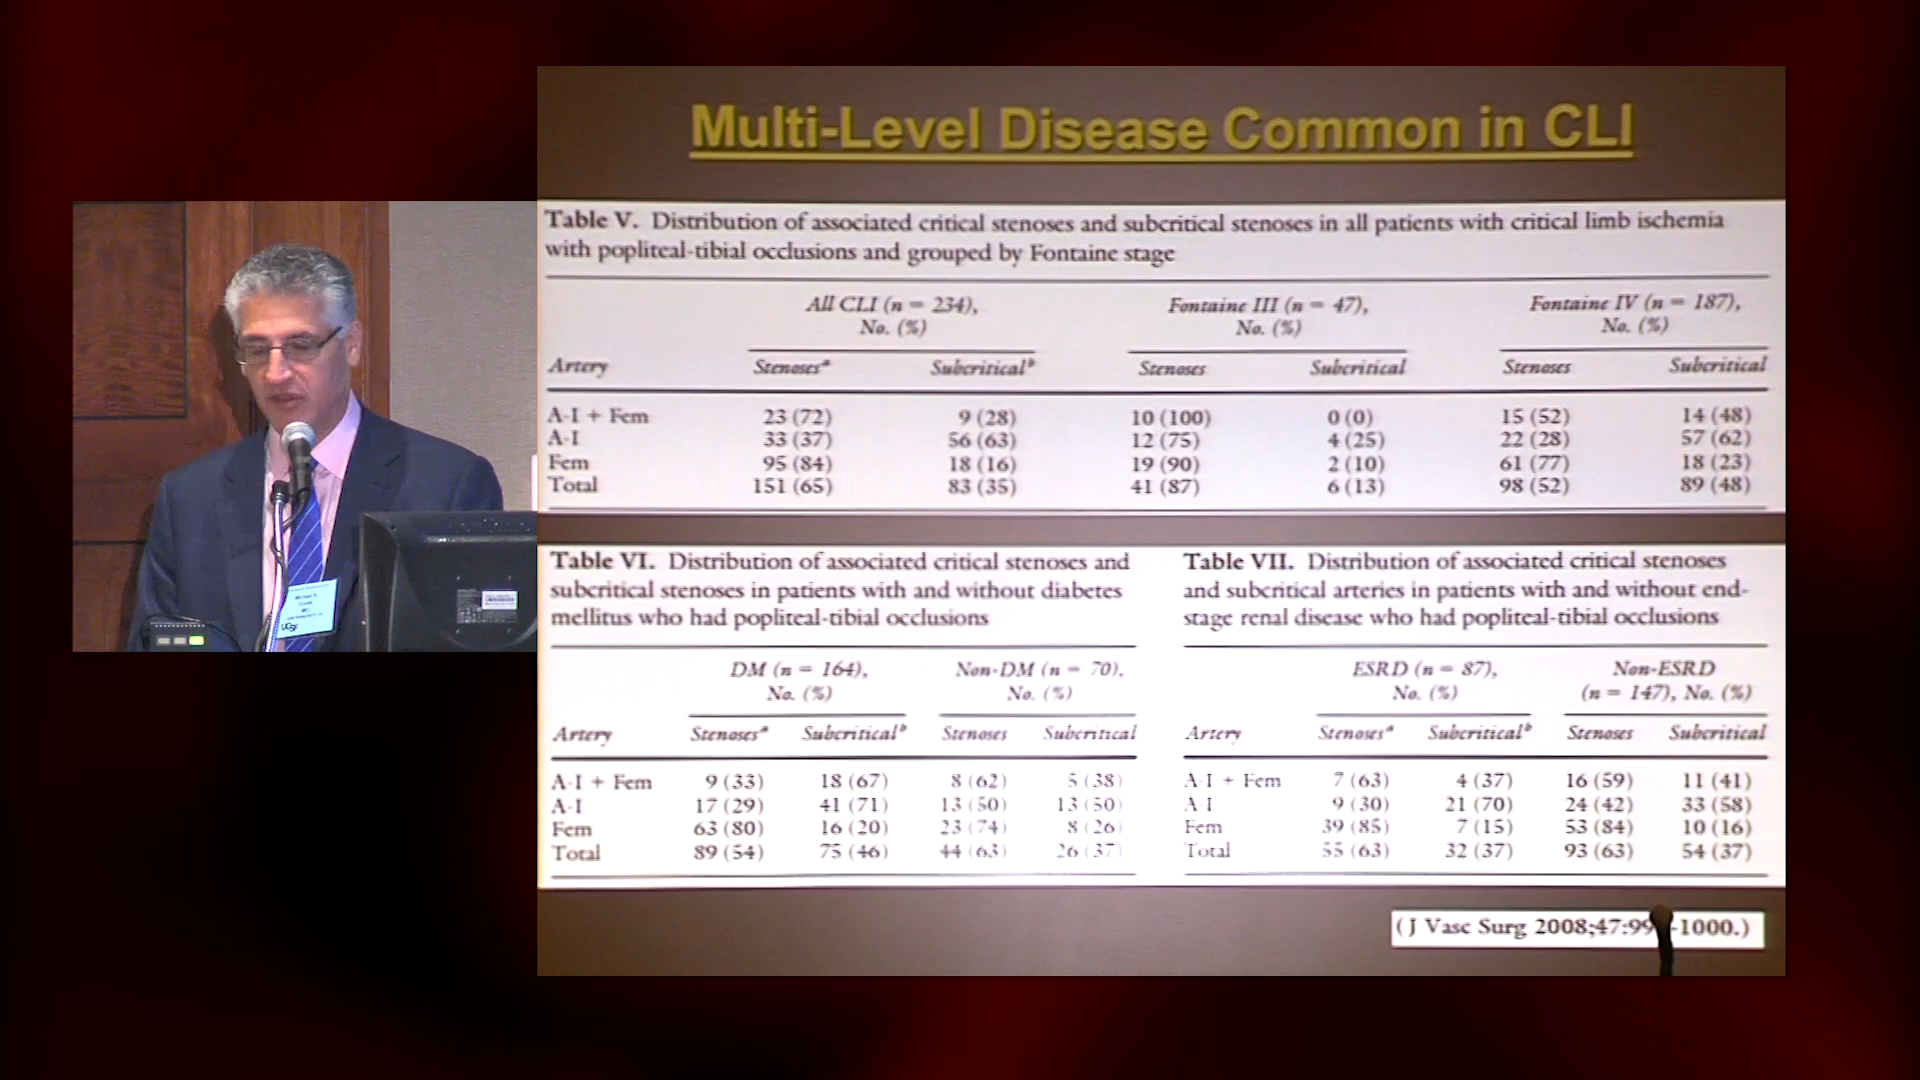 Multi-Level Disease Common in CLI
Table V. Distribution of associated critical stenoses and subcritical stenoses in all patients with critical limb ischemia
with popliteal-tibial occlusions and grouped by Fontaine stage
All CLI (n = 234), Fontaine III (n = 47), Fontaine IV (n = 187),
No. (%) No. (%) No. (%)
Artery Stenosesᵃ Subcriticalᵇ Stenoses Subcritical Stenoses Subcritical
A-I + Fem 23 (72) 9 (28) 10 (100) 0 (0) 15 (52) 14 (48)
A-I 33 (37) 56 (63) 12 (75) 4 (25) 22 (28) 57 (62)
Fem 95 (84) 18 (16) 19 (90) 2 (10) 61 (77) 18 (23)
Total 151 (65) 83 (35) 41 (87) 6 (13) 98 (52) 89 (48)
Table VI. Distribution of associated critical stenoses and
subcritical stenoses in patients with and without diabetes
mellitus who had popliteal-tibial occlusions
DM (n = 164), Non-DM (n = 70),
No. (%) No. (%)
Artery Stenosesᵃ Subcriticalᵇ Stenoses Subcritical
A-I + Fem 9 (33) 18 (67) 8 (62) 5 (38)
A-I 17 (29) 41 (71) 13 (50) 13 (50)
Fem 63 (80) 16 (20) 23 (74) 8 (26)
Total 89 (54) 75 (46) 44 (63) 26 (37)
Table VII. Distribution of associated critical stenoses
and subcritical arteries in patients with and without end-
stage renal disease who had popliteal-tibial occlusions
ESRD (n = 87), Non-ESRD
No. (%) (n = 147), No. (%)
Artery Stenosesᵃ Subcriticalᵇ Stenoses Subcritical
A-I + Fem 7 (63) 4 (37) 16 (59) 11 (41)
A-I 9 (30) 21 (70) 24 (42) 33 (58)
Fem 39 (85) 7 (15) 53 (84) 10 (16)
Total 55 (63) 32 (37) 93 (63) 54 (37)
(J Vasc Surg 2008;47:99 -1000.)
Michael S.
MD
UCSF